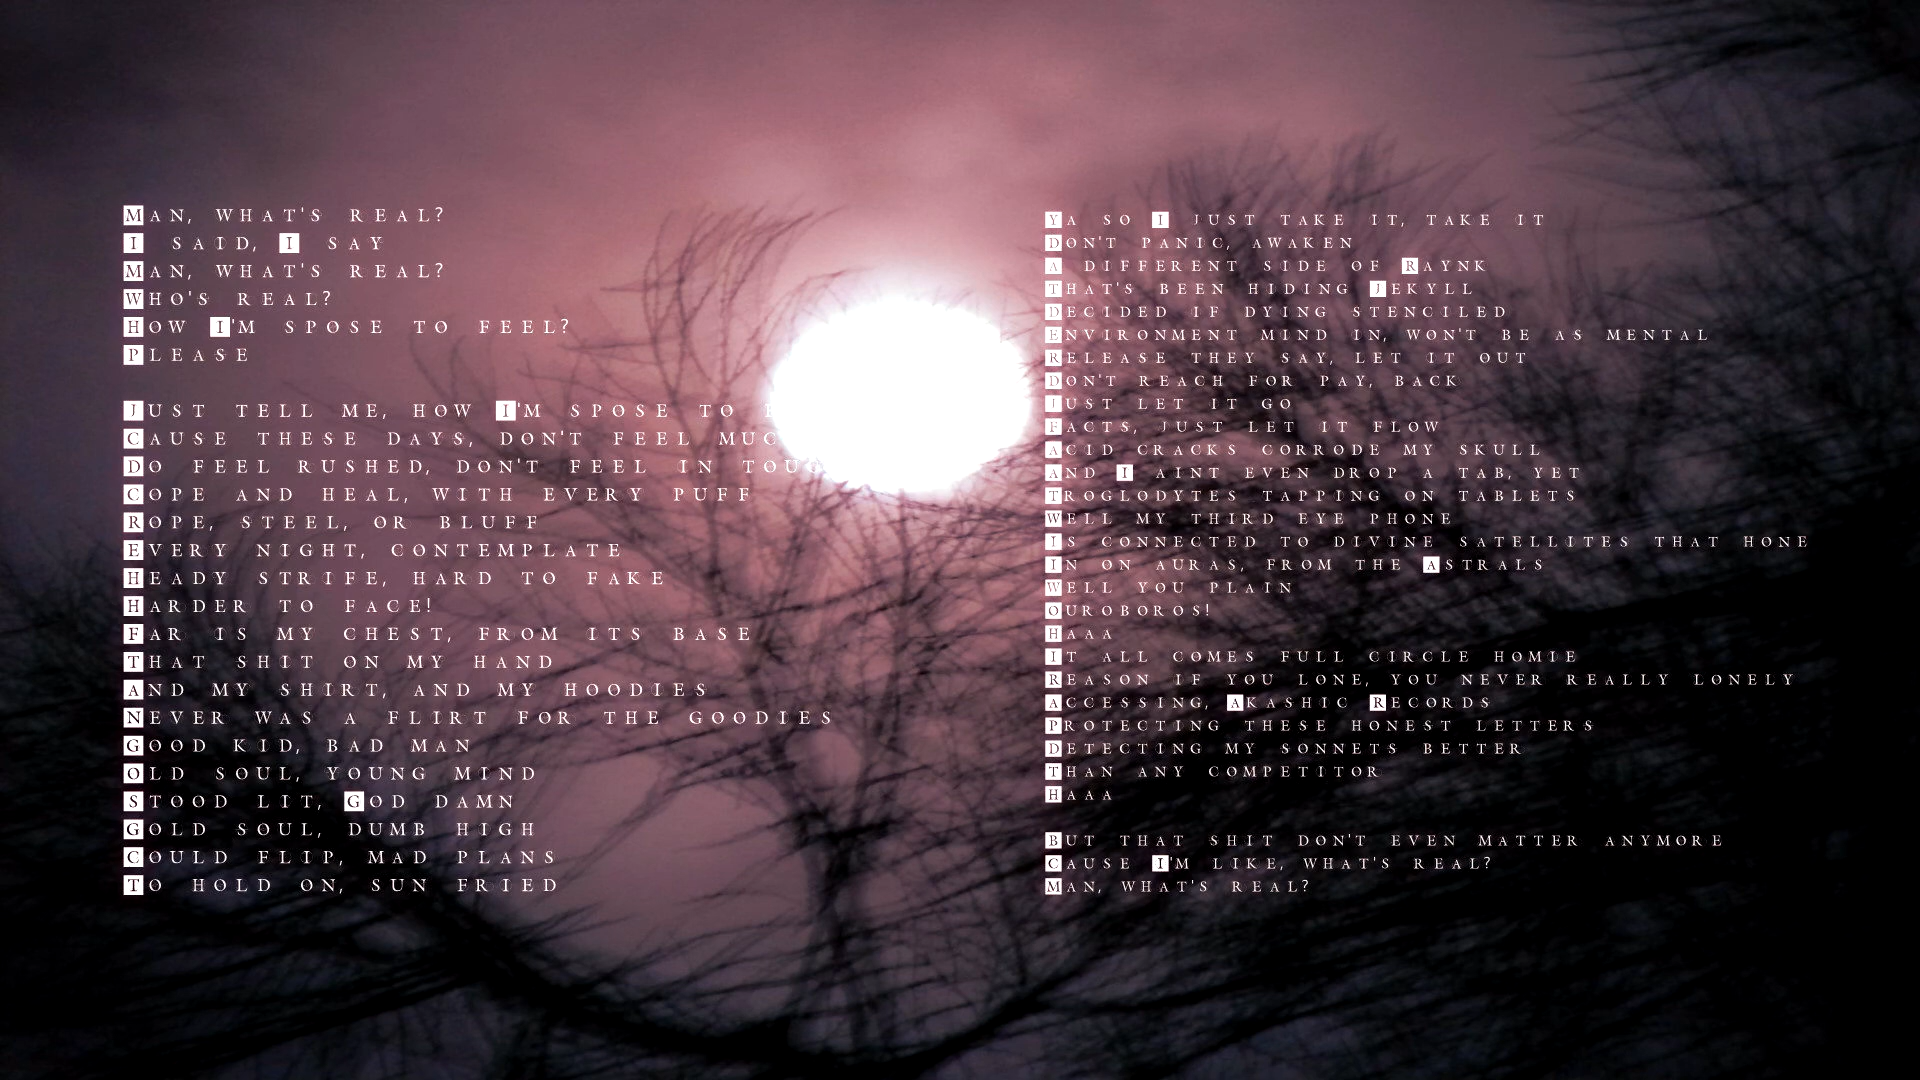 Man, what's real?
I said, I say
Man, what's real?
Who's real?
How I'm spose to feel?
Please
Just tell me, how I'm spose to
Cause these days, don't feel
Do feel rushed, don't feel in
Cope and heal, with every puff
Rope, steel, or bluff
Every night, contemplate
Heady strife, hard to fake
Harder to face!
Far is my chest, from its base
That shit on my hand
And my shirt, and my hoodies
Never was a flirt for the goodies
Good kid, bad man
Old soul, young mind
Stood lit, God damn
Gold soul, dumb high
Could flip, mad plans
To hold on, sun fried
Ya so I just take it, take it
Don't panic, awaken
A different side of Raynk
That's been hiding Jekyll
Decided if dying stenciled
Environment mind in, won't be as mental
Release they say, let it out
Don't reach for pay, back
Just let it go
Facts, just let it flow
Acid cracks corrode my skull
And I aint even drop a tab, yet
Troglodytes tapping on tablets
Well my third eye phone
Is connected to divine satellites that hone
In on auras, from the Astrals
Well you plain
Ouroboros!
Haaa
It all comes full circle homie
Reason if you lone, you never really lonely
Accessing, Akashic Records
Protecting these honest letters
Detecting my sonnets better
Than any competitor
Haaa
But that shit don't even matter anymore
Cause I'm like, what's real?
Man, what's real?